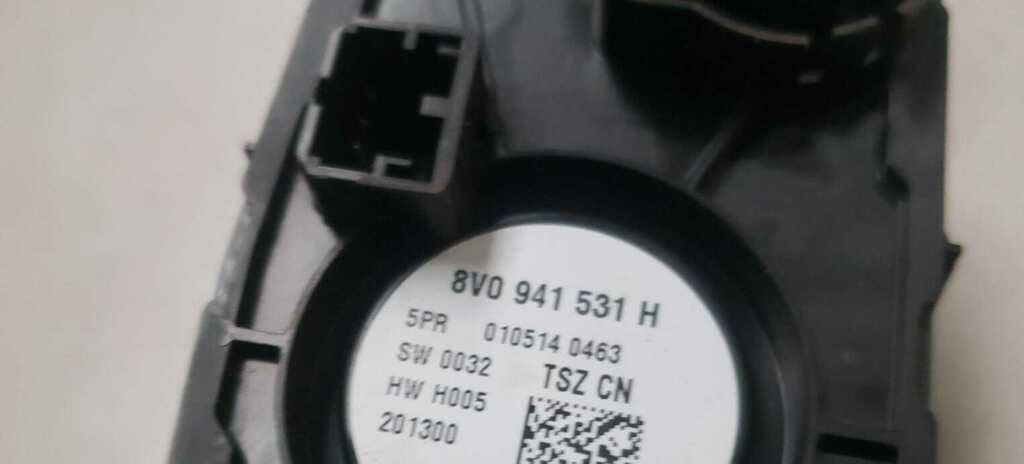 8V0 941 531 H
5PR 010514 0463
SW 0032 TSZ CN
HW H005
201300